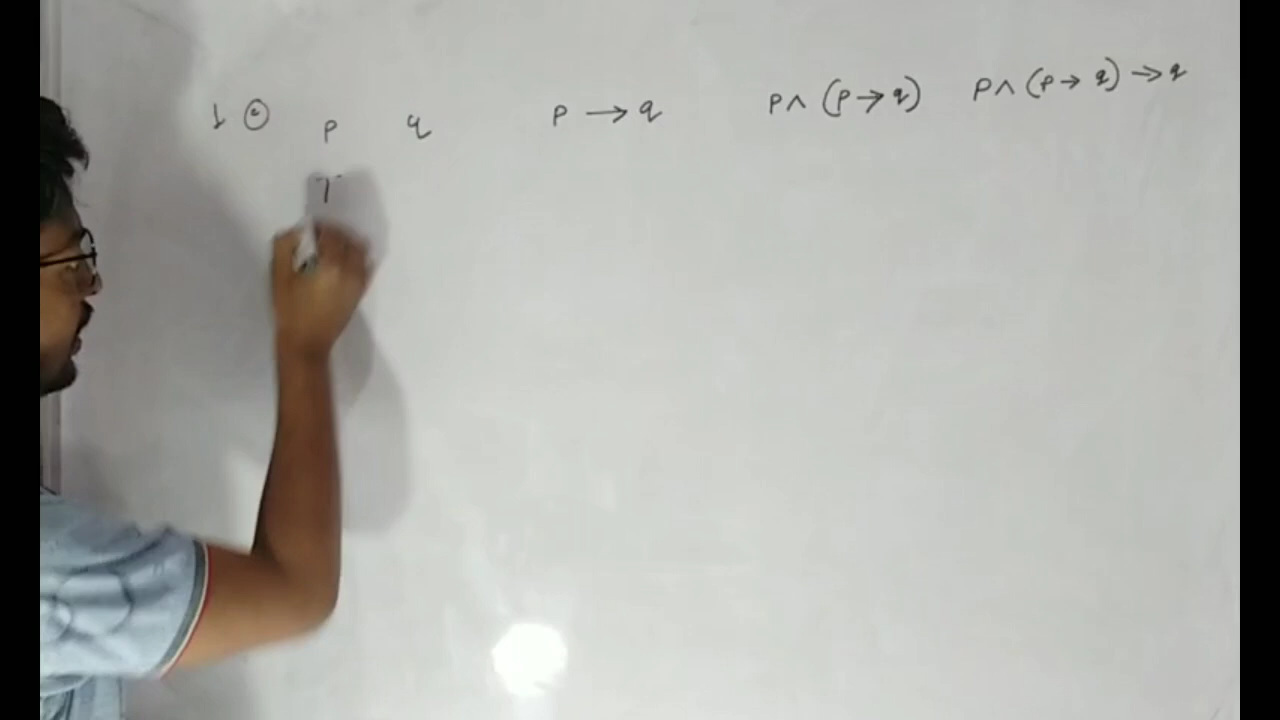 1 (a) p q p → q p ∧ (p → q) p ∧ (p → q) → q
T